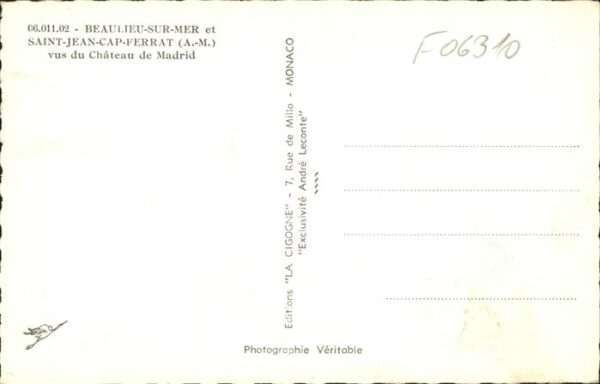 06.011.02 - BEAULIEU-SUR-MER et
SAINT-JEAN-CAP-FERRAT (A.-M.)
vus du Château de Madrid
F06310
Editions "LA CIGOGNE" - 7, Rue de Millo - MONACO
"Exclusivité André Leconte"
Photographie Véritable